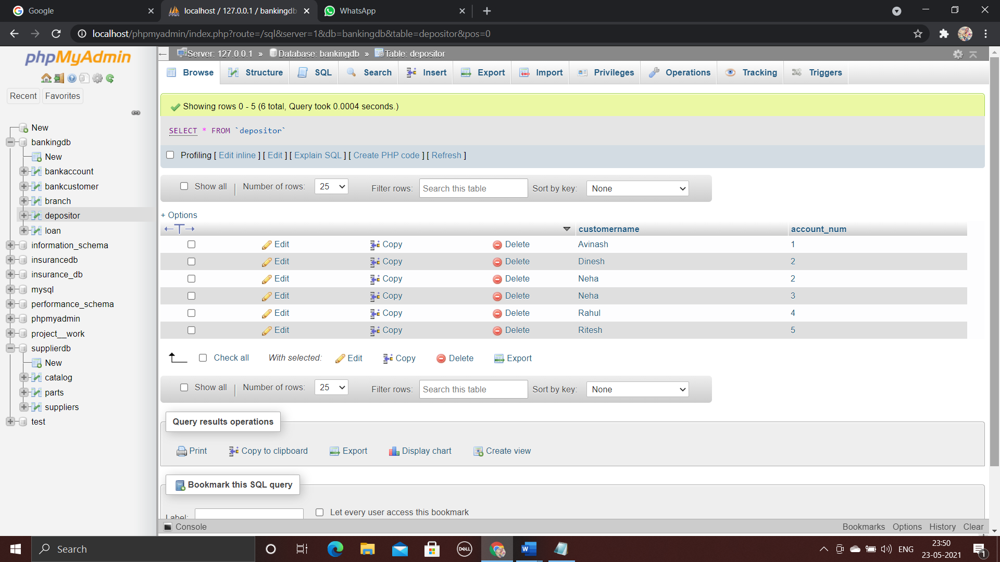 Google
localhost / 127.0.0.1 / bankingdb
WhatsApp
localhost/phpmyadmin/index.php?route=/sql&server=1&db=bankingdb&table=depositor&pos=0
phpMyAdmin
Recent Favorites
New
bankingdb
New
bankaccount
bankcustomer
branch
depositor
loan
information_schema
insurancedb
insurance_db
mysql
performance_schema
phpmyadmin
project__work
supplierdb
New
catalog
parts
suppliers
test
Server: 127.0.0.1 » Database: bankingdb » Table: depositor
Browse Structure SQL Search Insert Export Import Privileges Operations Tracking Triggers
Showing rows 0 - 5 (6 total, Query took 0.0004 seconds.)
SELECT * FROM `depositor`
Profiling [ Edit inline ] [ Edit ] [ Explain SQL ] [ Create PHP code ] [ Refresh ]
Show all | Number of rows: 25 Filter rows: Search this table Sort by key: None
+ Options
←T→ customername account_num
Edit Copy Delete Avinash 1
Edit Copy Delete Dinesh 2
Edit Copy Delete Neha 2
Edit Copy Delete Neha 3
Edit Copy Delete Rahul 4
Edit Copy Delete Ritesh 5
Check all With selected: Edit Copy Delete Export
Show all | Number of rows: 25 Filter rows: Search this table Sort by key: None
Query results operations
Print Copy to clipboard Export Display chart Create view
Bookmark this SQL query
Label: Let every user access this bookmark
Console Bookmarks Options History Clear
Search
DELL
W
ENG
23:50
23-05-2021
1